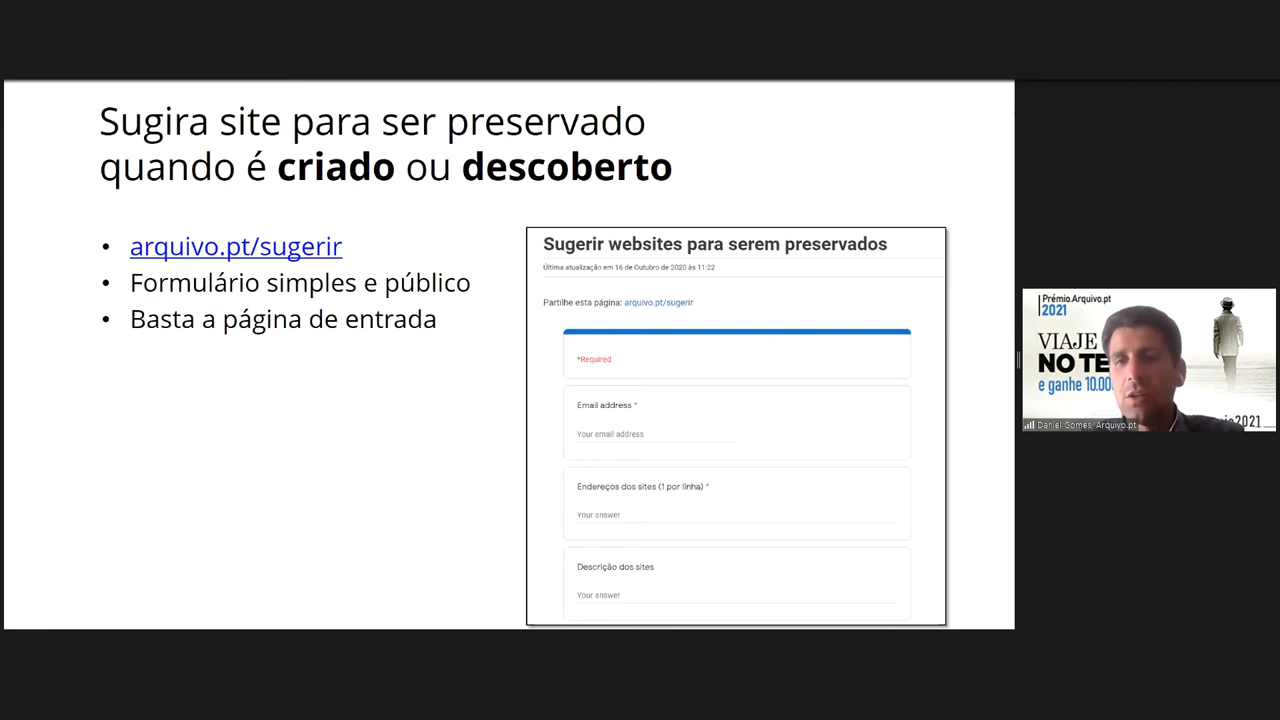 Sugira site para ser preservado
quando é criado ou descoberto
• arquivo.pt/sugerir
• Formulário simples e público
• Basta a página de entrada
Sugerir websites para serem preservados
Última atualização em 16 de Outubro de 2020 às 11:22
Partilhe esta página: arquivo.pt/sugerir
*Required
Email address *
Your email address
Endereços dos sites (1 por linha) *
Your answer
Descrição dos sites
Your answer
Prémio.Arquivo.pt
2021
VIAJE
NO TE
e ganhe 10.00
2021
Daniel Gomes, Arquivo.pt